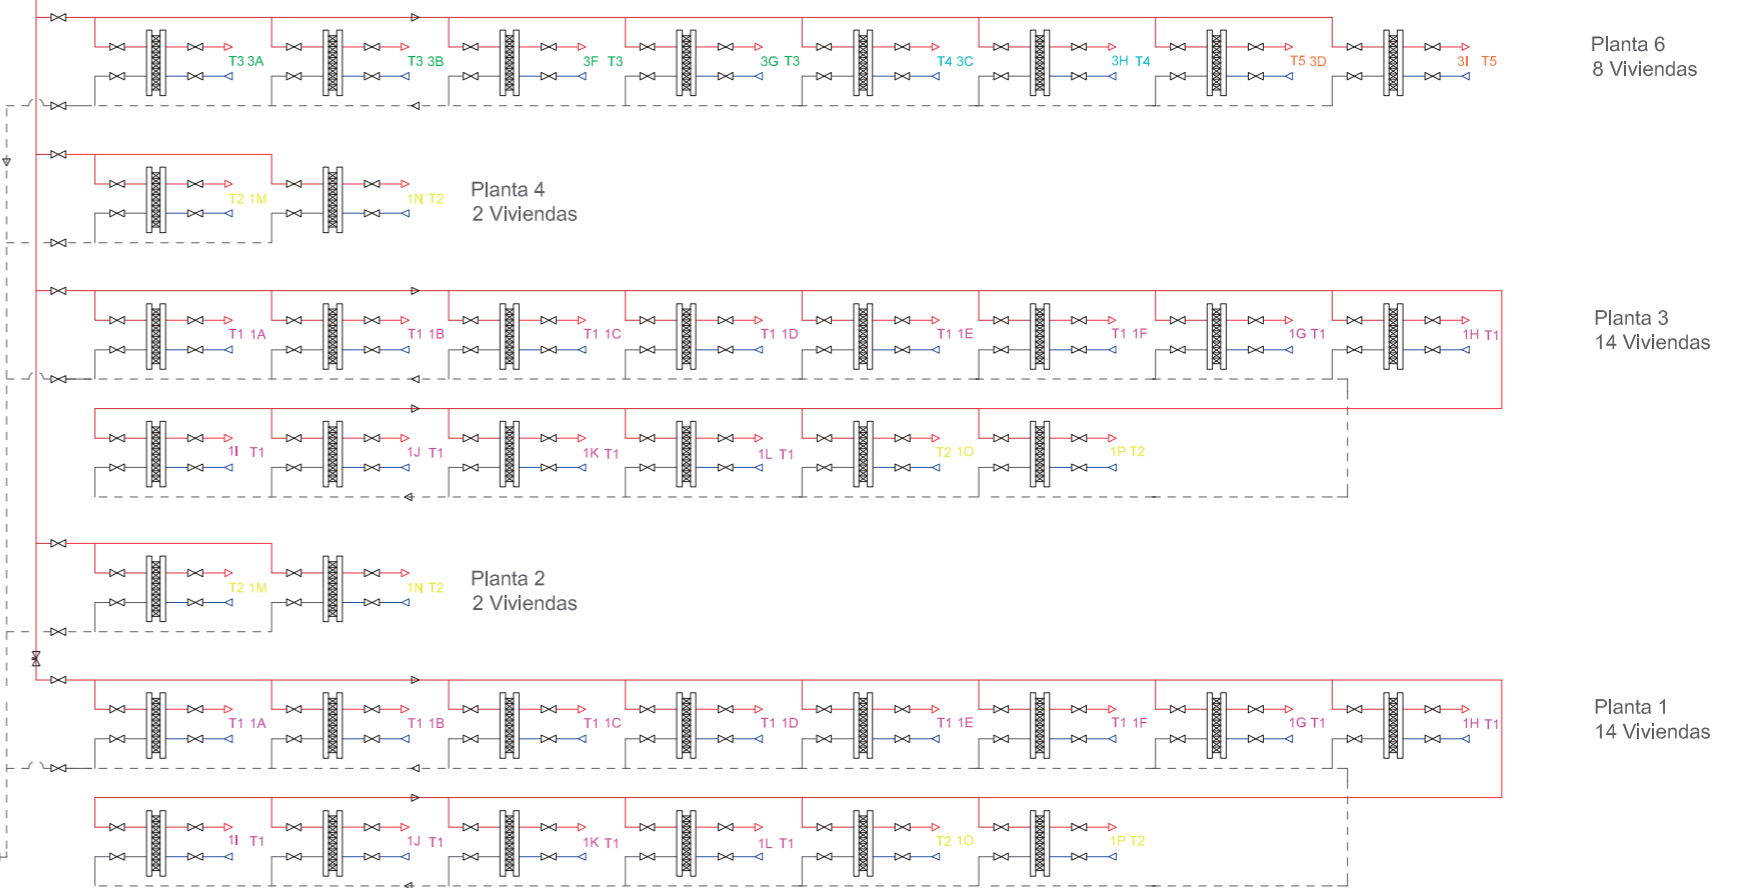 T3 3A T3 3B 3F T3 3G T3 T4 3C 3H T4 T5 3D 3I T5
Planta 6
8 Viviendas
T2 1M 1N T2
Planta 4
2 Viviendas
T1 1A T1 1B T1 1C T1 1D T1 1E T1 1F 1G T1 1H T1
Planta 3
14 Viviendas
1I T1 1J T1 1K T1 1L T1 T2 1O 1P T2
T2 1M 1N T2
Planta 2
2 Viviendas
T1 1A T1 1B T1 1C T1 1D T1 1E T1 1F 1G T1 1H T1
Planta 1
14 Viviendas
1I T1 1J T1 1K T1 1L T1 T2 1O 1P T2